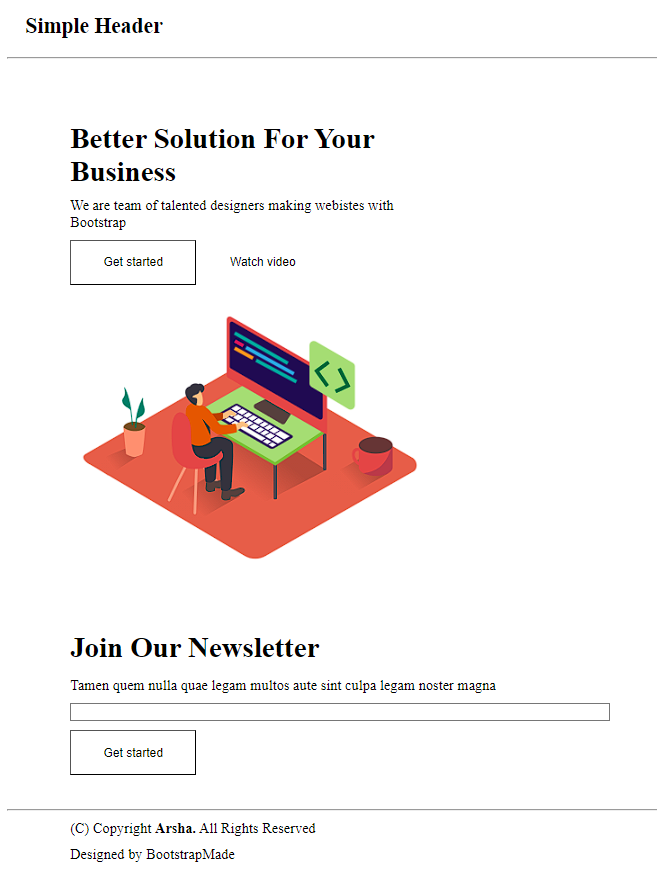 Simple Header
Better Solution For Your
Business
We are team of talented designers making webistes with
Bootstrap
Get started
Watch video
Join Our Newsletter
Tamen quem nulla quae legam multos aute sint culpa legam noster magna
Get started
(C) Copyright Arsha. All Rights Reserved
Designed by BootstrapMade